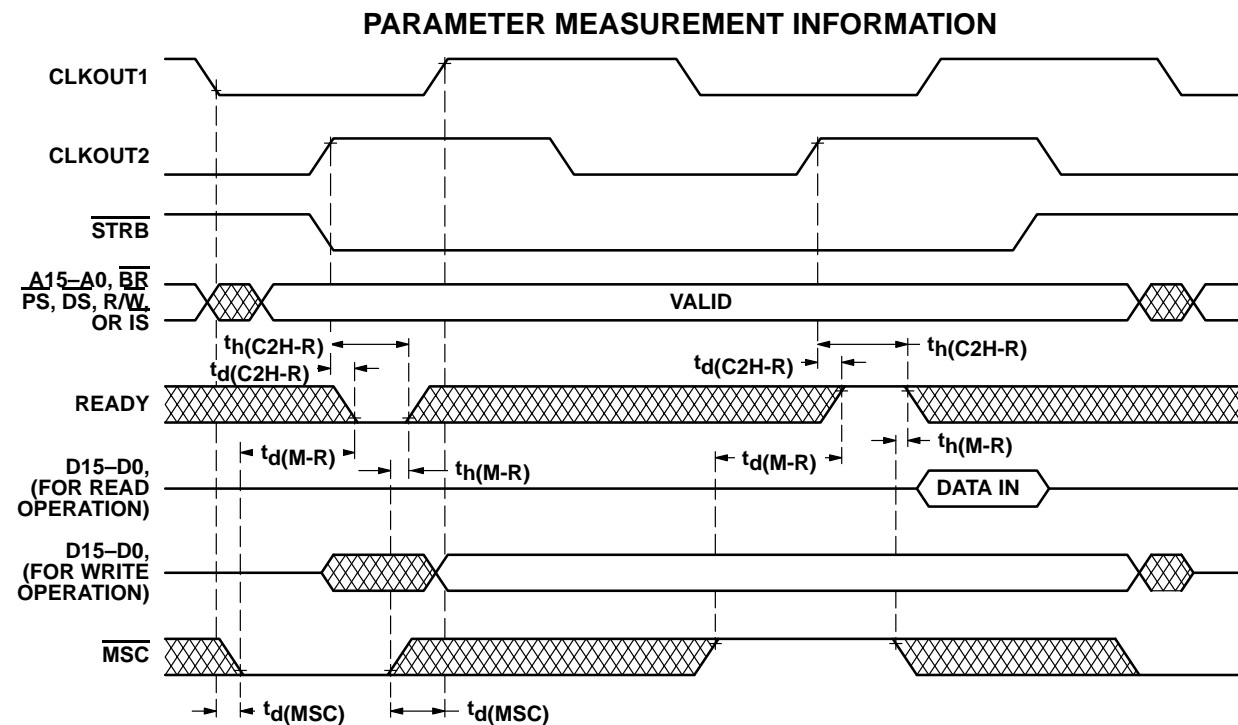 PARAMETER MEASUREMENT INFORMATION
CLKOUT1
CLKOUT2
STRB
A15–A0, BR
PS, DS, R/W,
OR IS
VALID
th(C2H-R)
td(C2H-R)
th(C2H-R)
td(C2H-R)
READY
td(M-R)
th(M-R)
td(M-R)
th(M-R)
D15–D0,
(FOR READ
OPERATION)
DATA IN
D15–D0,
(FOR WRITE
OPERATION)
MSC
td(MSC)
td(MSC)